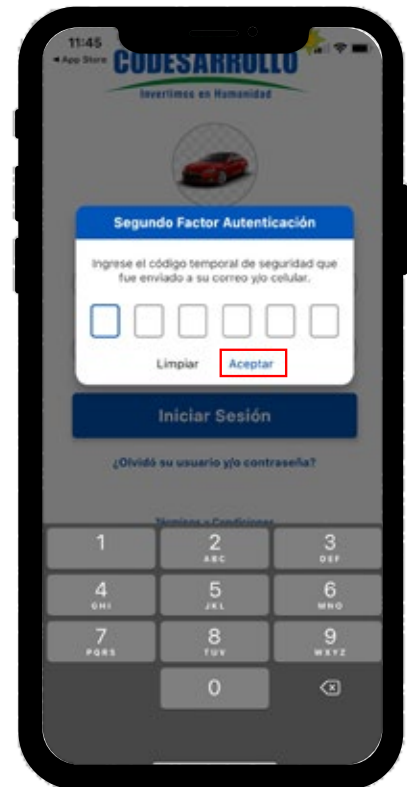 11:45
◀ App Store
CODESARROLLO
Invertimos en Humanidad
Segundo Factor Autenticación
Ingrese el código temporal de seguridad que
fue enviado a su correo y/o celular.
Limpiar Aceptar
Iniciar Sesión
¿Olvidó su usuario y/o contraseña?
Términos y Condiciones
1 2 3
ABC DEF
4 5 6
GHI JKL MNO
7 8 9
PQRS TUV WXYZ
0